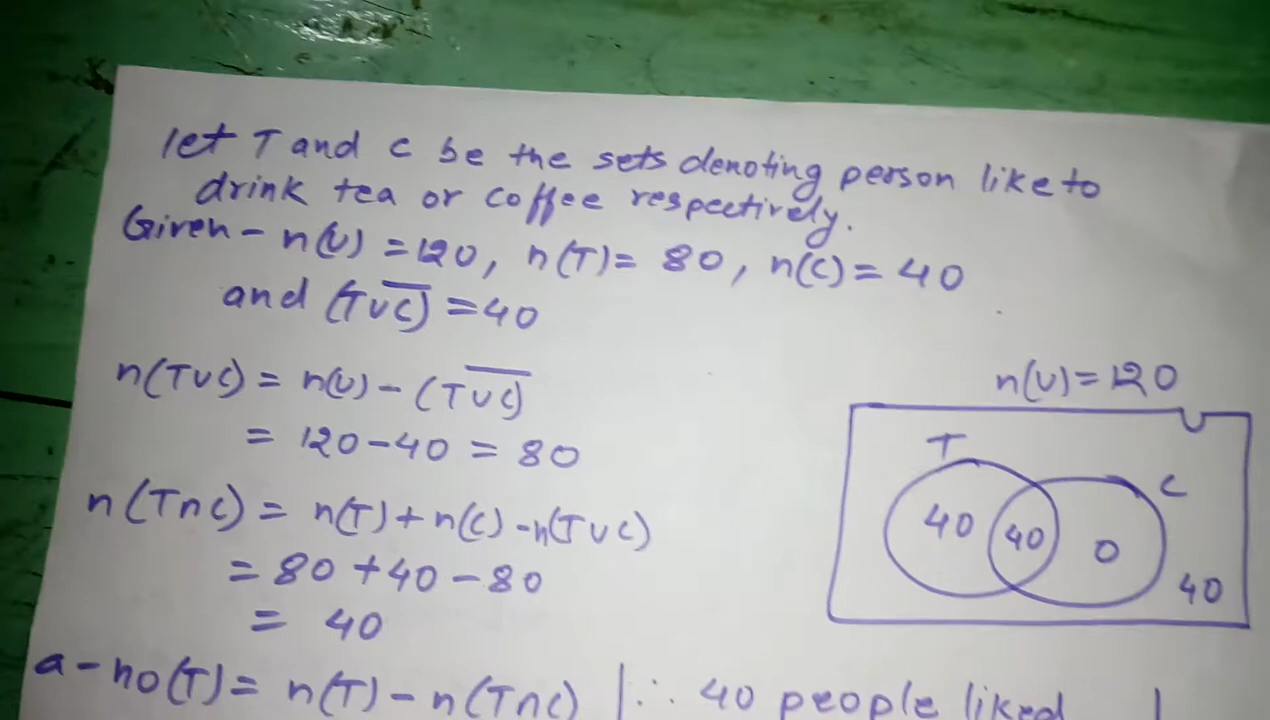 let T and c be the sets denoting person like to
drink tea or coffee respectively.
Given - n(U) = 120, n(T) = 80, n(C) = 40
and (T∪C)̅ = 40
n(T∪C) = n(U) - (T∪C)̅
= 120 - 40 = 80
n(T∩C) = n(T) + n(C) - n(T∪C)
= 80 + 40 - 80
= 40
n(U) = 120
T
C
40 40 0
40
a - no(T) = n(T) - n(T∩C) | ∴ 40 people liked |